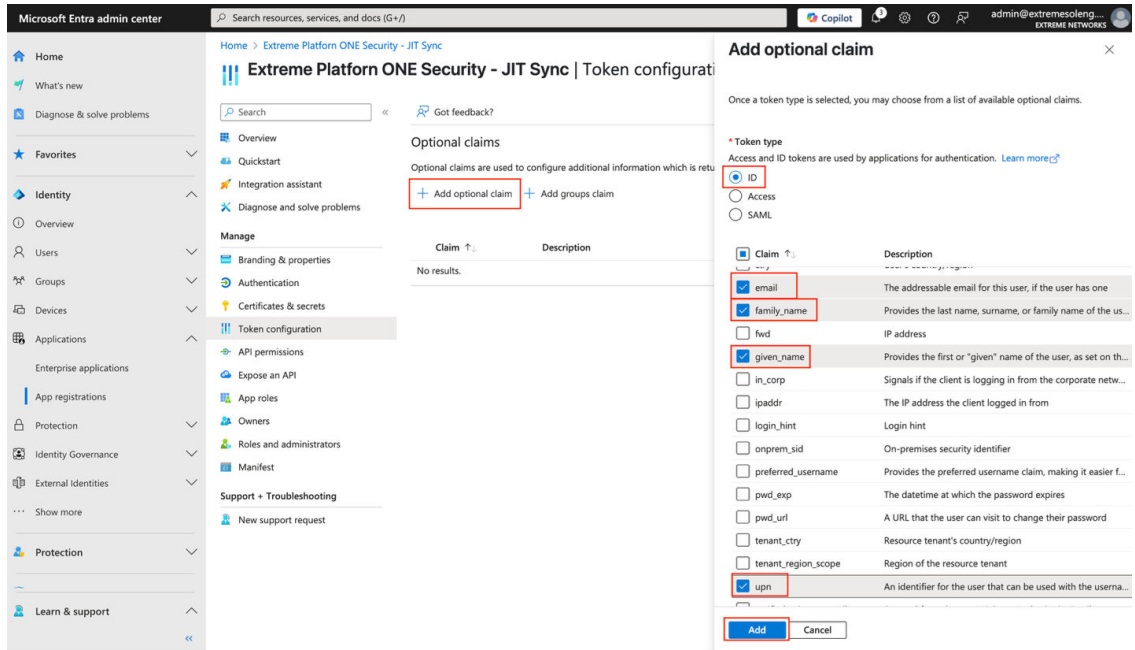 Microsoft Entra admin center
Search resources, services, and docs (G+/)
Copilot
3
admin@extremesoleng....
EXTREME NETWORKS
Home
What's new
Diagnose & solve problems
Favorites
Identity
Overview
Users
Groups
Devices
Applications
Enterprise applications
App registrations
Protection
Identity Governance
External Identities
Show more
Protection
Learn & support
Home > Extreme Platforn ONE Security - JIT Sync
Extreme Platforn ONE Security - JIT Sync | Token configurati
Search
Overview
Quickstart
Integration assistant
Diagnose and solve problems
Manage
Branding & properties
Authentication
Certificates & secrets
Token configuration
API permissions
Expose an API
App roles
Owners
Roles and administrators
Manifest
Support + Troubleshooting
New support request
Got feedback?
Optional claims
Optional claims are used to configure additional information which is retu
Add optional claim
Add groups claim
Claim Description
No results.
Add optional claim
Once a token type is selected, you may choose from a list of available optional claims.
* Token type
Access and ID tokens are used by applications for authentication. Learn more
ID
Access
SAML
Claim Description
email The addressable email for this user, if the user has one
family_name Provides the last name, surname, or family name of the us...
fwd IP address
given_name Provides the first or "given" name of the user, as set on th...
in_corp Signals if the client is logging in from the corporate netw...
ipaddr The IP address the client logged in from
login_hint Login hint
onprem_sid On-premises security identifier
preferred_username Provides the preferred username claim, making it easier f...
pwd_exp The datetime at which the password expires
pwd_url A URL that the user can visit to change their password
tenant_ctry Resource tenant's country/region
tenant_region_scope Region of the resource tenant
upn An identifier for the user that can be used with the userna...
Add
Cancel